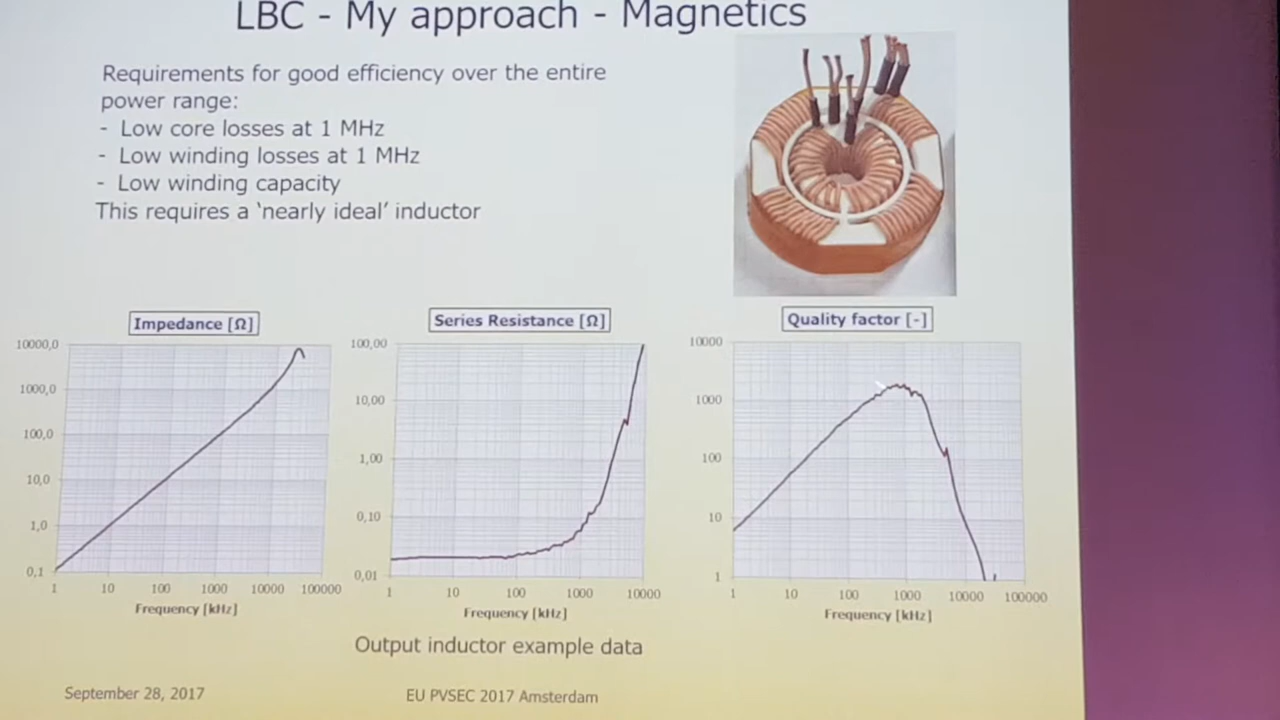 LBC - My approach - Magnetics
Requirements for good efficiency over the entire
power range:
- Low core losses at 1 MHz
- Low winding losses at 1 MHz
- Low winding capacity
This requires a ‘nearly ideal’ inductor
Impedance [Ω]
10000,0
1000,0
100,0
10,0
1,0
0,1
1 10 100 1000 10000 100000
Frequency [kHz]
Series Resistance [Ω]
100,00
10,00
1,00
0,10
0,01
1 10 100 1000 10000
Frequency [kHz]
Quality factor [-]
10000
1000
100
10
1
1 10 100 1000 10000 100000
Frequency [kHz]
Output inductor example data
September 28, 2017
EU PVSEC 2017 Amsterdam